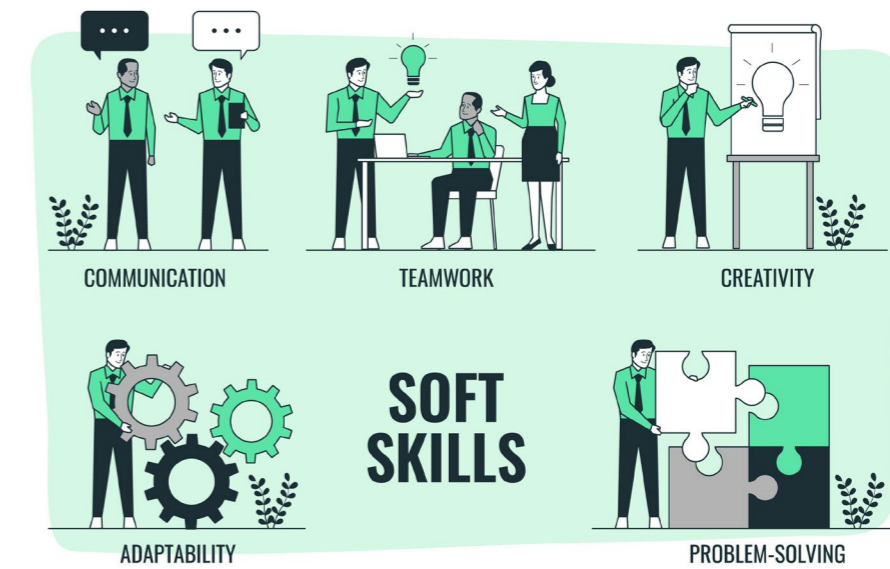 COMMUNICATION
TEAMWORK
CREATIVITY
SOFT
SKILLS
ADAPTABILITY
PROBLEM-SOLVING